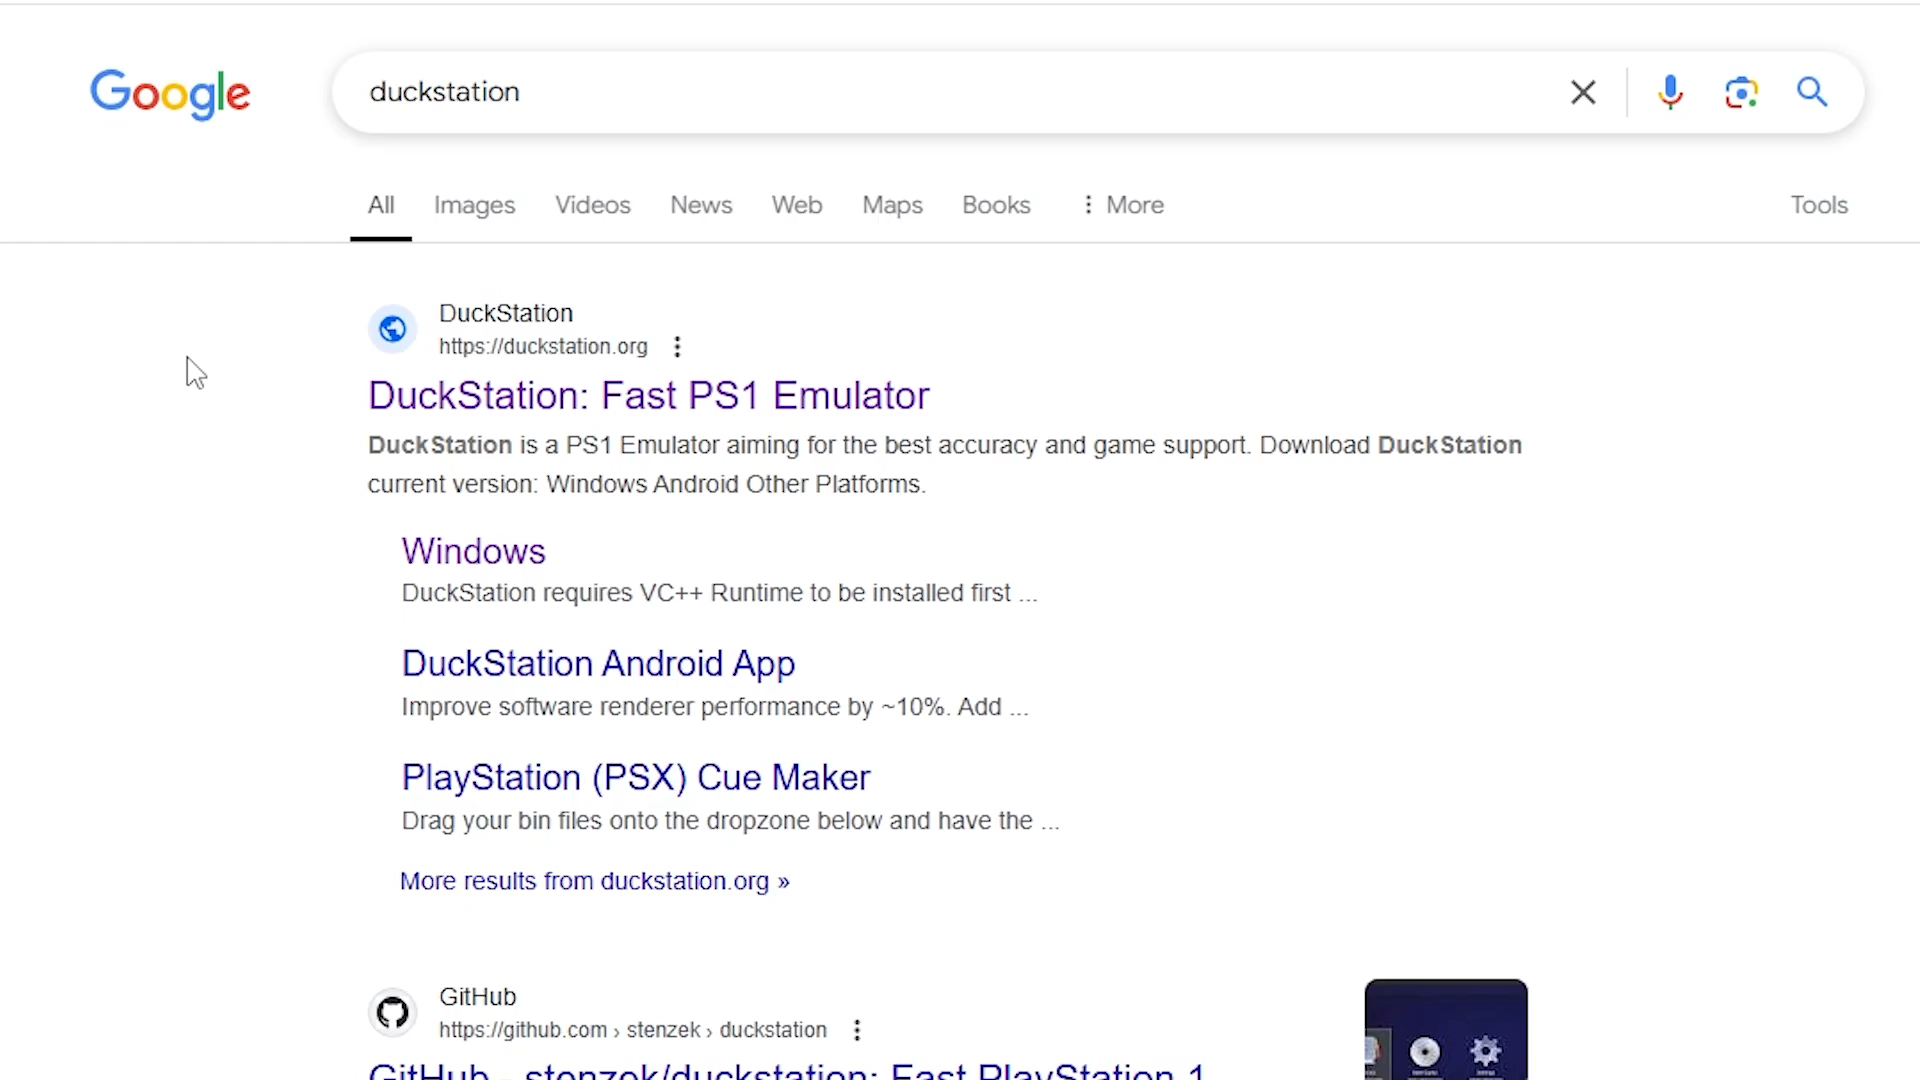 Google
duckstation
All Images Videos News Web Maps Books More Tools
DuckStation
https://duckstation.org
DuckStation: Fast PS1 Emulator
DuckStation is a PS1 Emulator aiming for the best accuracy and game support. Download DuckStation
current version: Windows Android Other Platforms.
Windows
DuckStation requires VC++ Runtime to be installed first ...
DuckStation Android App
Improve software renderer performance by ~10%. Add ...
PlayStation (PSX) Cue Maker
Drag your bin files onto the dropzone below and have the ...
More results from duckstation.org »
GitHub
https://github.com › stenzek › duckstation
GitHub - stenzek/duckstation: Fast PlayStation 1